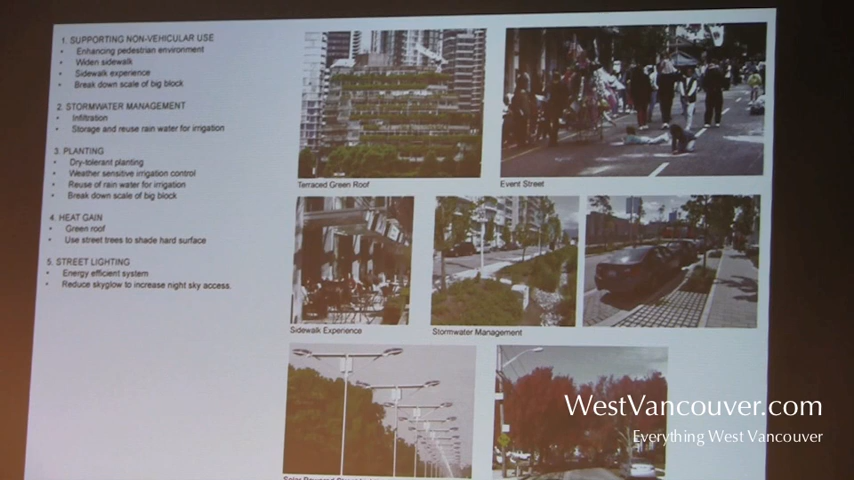 1. SUPPORTING NON-VEHICULAR USE
• Enhancing pedestrian environment
• Widen sidewalk
• Sidewalk experience
• Break down scale of big block
2. STORMWATER MANAGEMENT
• Infiltration
• Storage and reuse rain water for irrigation
3. PLANTING
• Dry-tolerant planting
• Weather sensitive irrigation control
• Reuse of rain water for irrigation
• Break down scale of big block
4. HEAT GAIN
• Green roof
• Use street trees to shade hard surface
5. STREET LIGHTING
• Energy efficient system
• Reduce skyglow to increase night sky access.
Terraced Green Roof
Event Street
Sidewalk Experience
Stormwater Management
WestVancouver.com
Everything West Vancouver